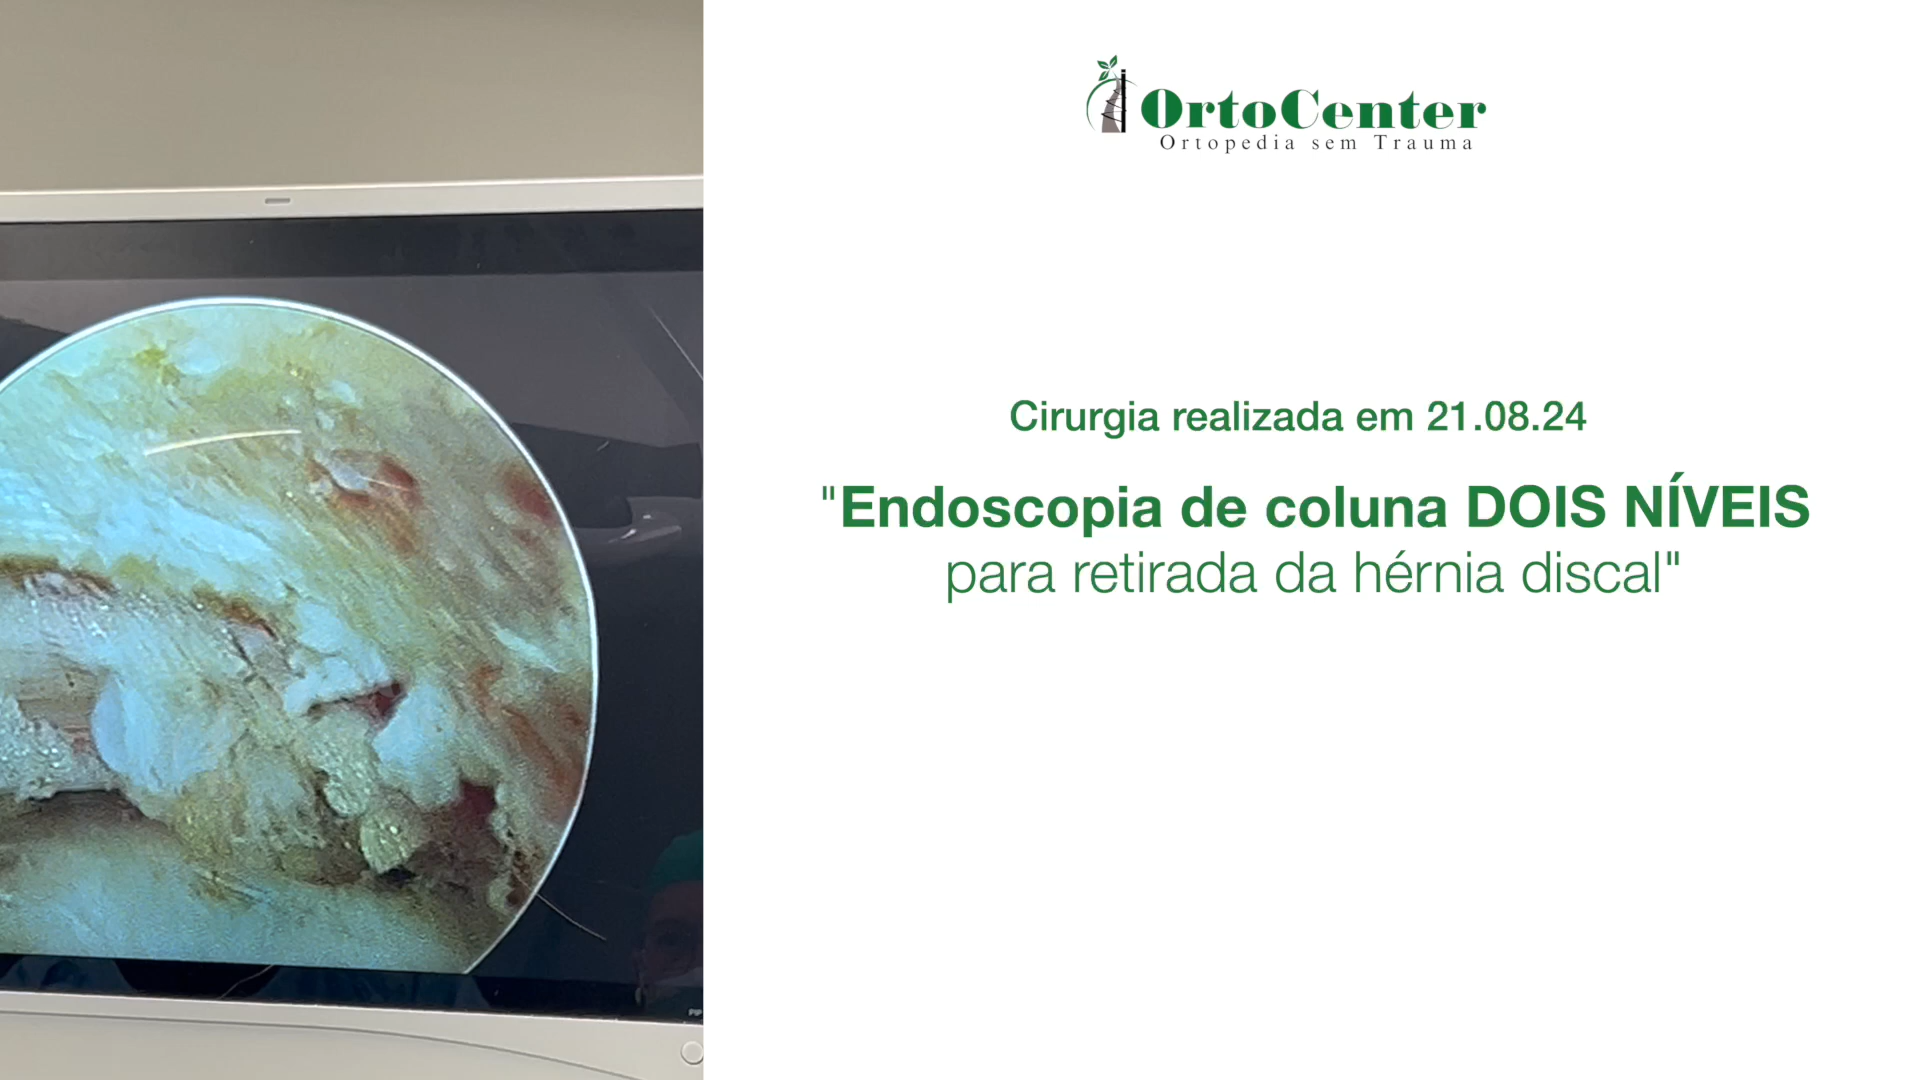 OrtoCenter
Ortopedia sem Trauma
Cirurgia realizada em 21.08.24
"Endoscopia de coluna DOIS NÍVEIS
para retirada da hérnia discal"
PIP